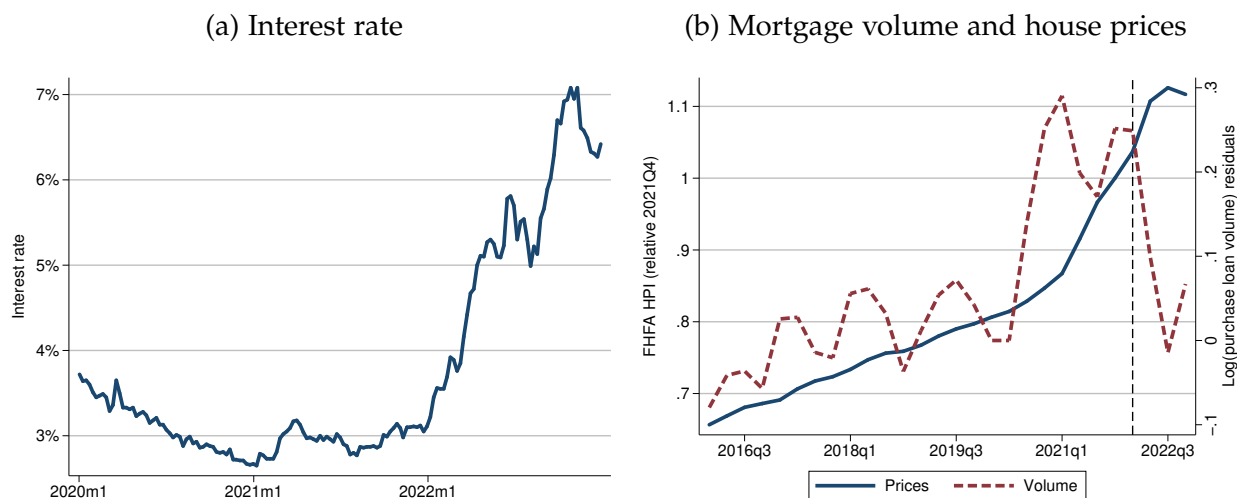 (a) Interest rate
7%
6%
5%
4%
3%
Interest rate
2020m1
2021m1
2022m1
(b) Mortgage volume and house prices
1.1
1
.9
.8
.7
FHFA HPI (relative 2021Q4)
.3
.2
.1
0
-.1
Log(purchase loan volume) residuals
2016q3
2018q1
2019q3
2021q1
2022q3
Prices
Volume